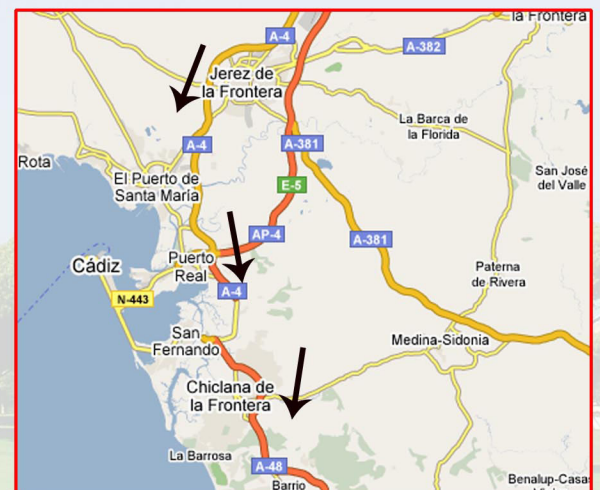 la Frontera
A-4
A-382
Jerez de
la Frontera
La Barca de
la Florida
A-4
A-381
Rota
El Puerto de
Santa María
E-5
San José
del Valle
AP-4
A-381
Cádiz
Puerto
Real
Paterna
de Rivera
A-4
N-443
San
Fernando
Medina-Sidonia
Chiclana de
la Frontera
La Barrosa
A-48
Barrio
Benalup-Casas